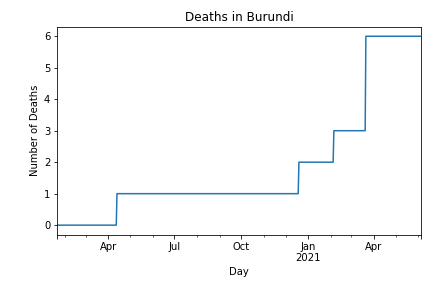 Deaths in Burundi
6
5
4
3
2
1
0
Number of Deaths
Apr
Jul
Oct
Jan
2021
Apr
Day